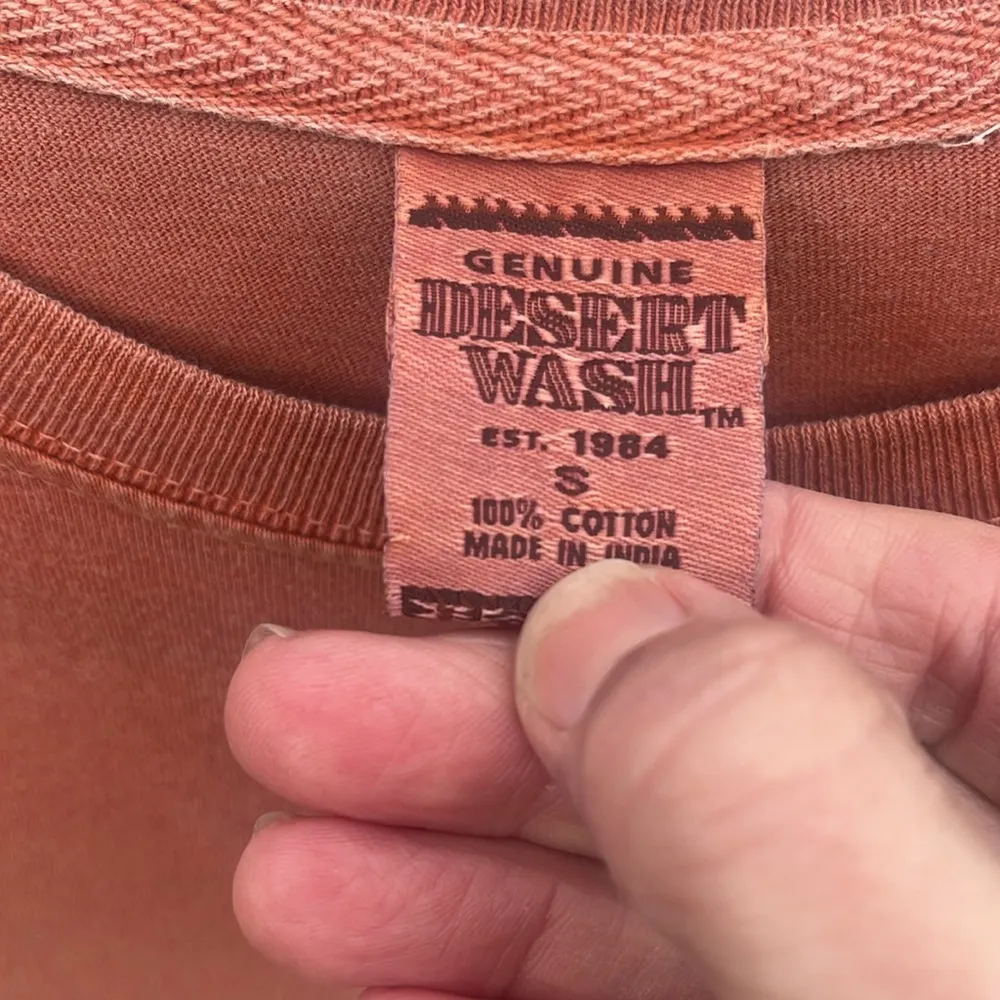 GENUINE
DESERT
WASH™
EST. 1984
S
100% COTTON
MADE IN INDIA